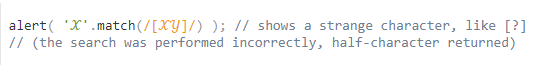 alert( '𝒳'.match(/[𝒳𝒴]/) ); // shows a strange character, like [?]
// (the search was performed incorrectly, half-character returned)